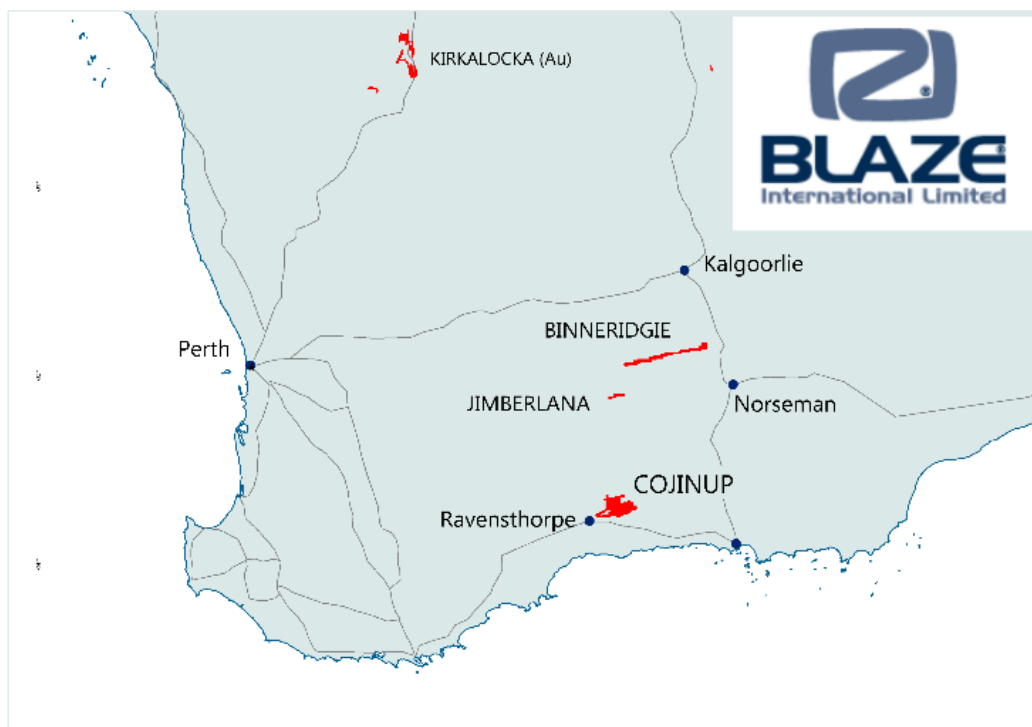 KIRKALOCKA (Au)
BLAZE®
International Limited
Kalgoorlie
BINNERIDGIE
Perth
JIMBERLANA
Norseman
COJINUP
Ravensthorpe